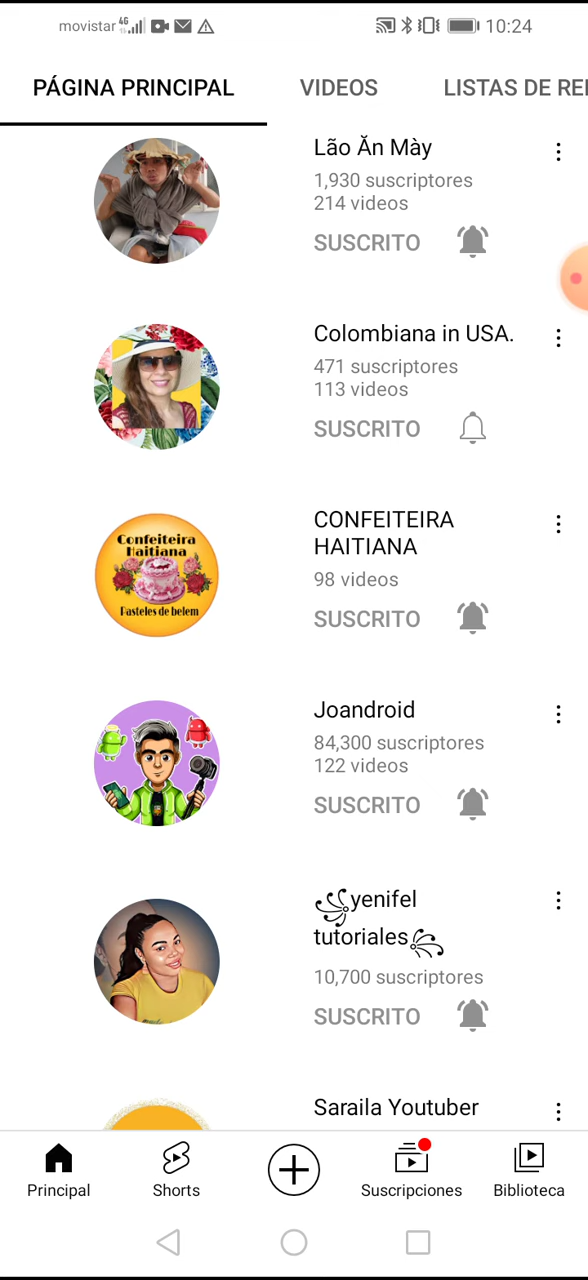 movistar 4G 10:24
PÁGINA PRINCIPAL VIDEOS LISTAS DE RE
Lão Ăn Mày
1,930 suscriptores
214 videos
SUSCRITO
Colombiana in USA.
471 suscriptores
113 videos
SUSCRITO
Confeiteira
Haitiana
Pasteles de belem
CONFEITEIRA
HAITIANA
98 videos
SUSCRITO
Joandroid
84,300 suscriptores
122 videos
SUSCRITO
꧁yenifel
tutoriales꧂
10,700 suscriptores
SUSCRITO
Saraila Youtuber
Principal Shorts Suscripciones Biblioteca